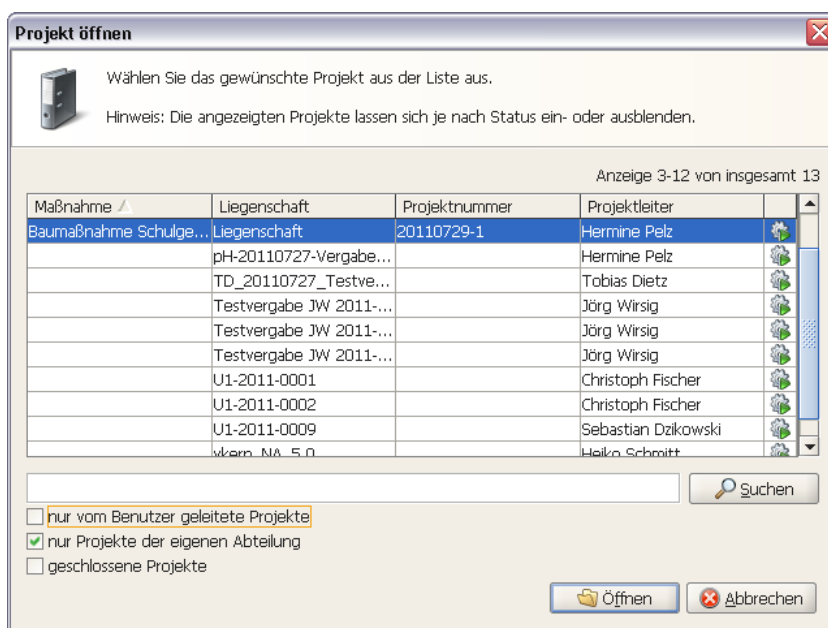 Projekt öffnen
Wählen Sie das gewünschte Projekt aus der Liste aus.
Hinweis: Die angezeigten Projekte lassen sich je nach Status ein- oder ausblenden.
Anzeige 3-12 von insgesamt 13
Maßnahme Liegenschaft Projektnummer Projektleiter
Baumaßnahme Schulge... Liegenschaft 20110729-1 Hermine Pelz
pH-20110727-Vergabe... Hermine Pelz
TD_20110727_Testve... Tobias Dietz
Testvergabe JW 2011-... Jörg Wirsig
Testvergabe JW 2011-... Jörg Wirsig
Testvergabe JW 2011-... Jörg Wirsig
U1-2011-0001 Christoph Fischer
U1-2011-0002 Christoph Fischer
U1-2011-0009 Sebastian Dzikowski
vkern_NA_5.0 Heiko Schmitt
Suchen
nur vom Benutzer geleitete Projekte
nur Projekte der eigenen Abteilung
geschlossene Projekte
Öffnen Abbrechen